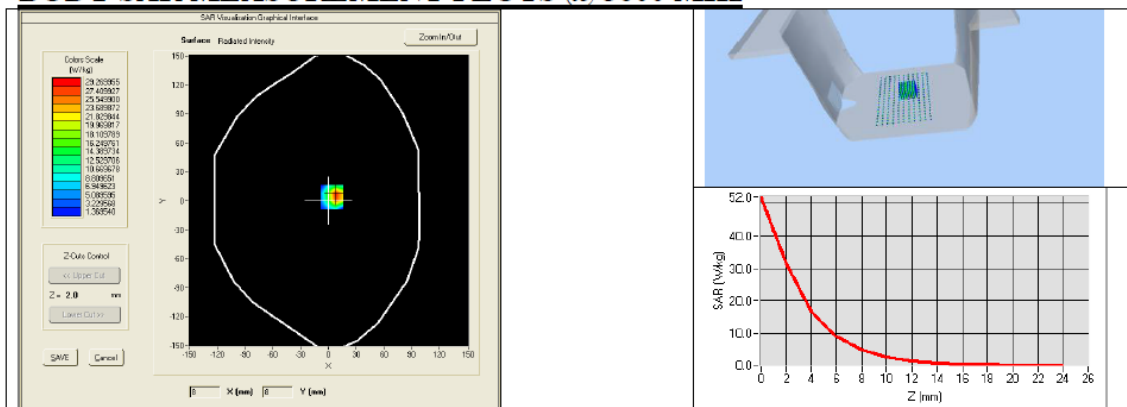 SAR Visualisation Graphical Interface
Surface Radiated Intensity
Zoom In/Out
Colors Scale
(W/kg)
29.269955
27.409927
25.549900
23.689872
21.829844
19.969817
18.109789
16.249761
14.389734
12.529706
10.669678
8.809651
6.949623
5.089595
3.229568
1.369540
Z-Cuts Control
<< Upper Cut
Z = 2.0 mm
Lower Cut >>
SAVE Cancel
150
120
90
60
30
0
-30
-60
-90
-120
-150
Y
-150 -120 -90 -60 -30 0 30 60 90 120 150
X
8 X (mm) 8 Y (mm)
52.0
40.0
30.0
20.0
10.0
0.0
SAR (W/kg)
0 2 4 6 8 10 12 14 16 18 20 22 24 26
Z (mm)